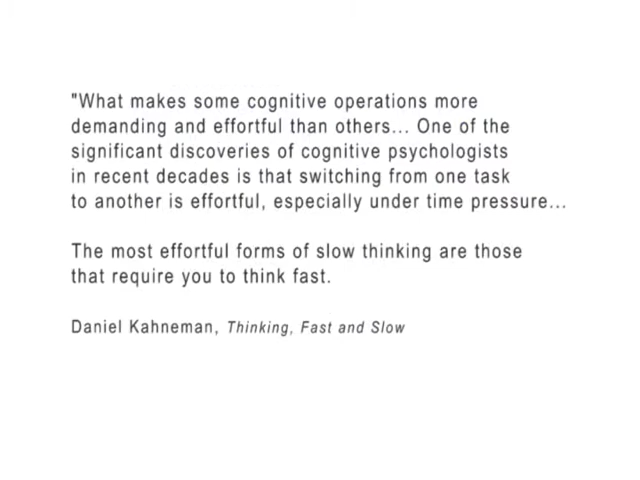 "What makes some cognitive operations more
demanding and effortful than others... One of the
significant discoveries of cognitive psychologists
in recent decades is that switching from one task
to another is effortful, especially under time pressure...
The most effortful forms of slow thinking are those
that require you to think fast.
Daniel Kahneman, Thinking, Fast and Slow